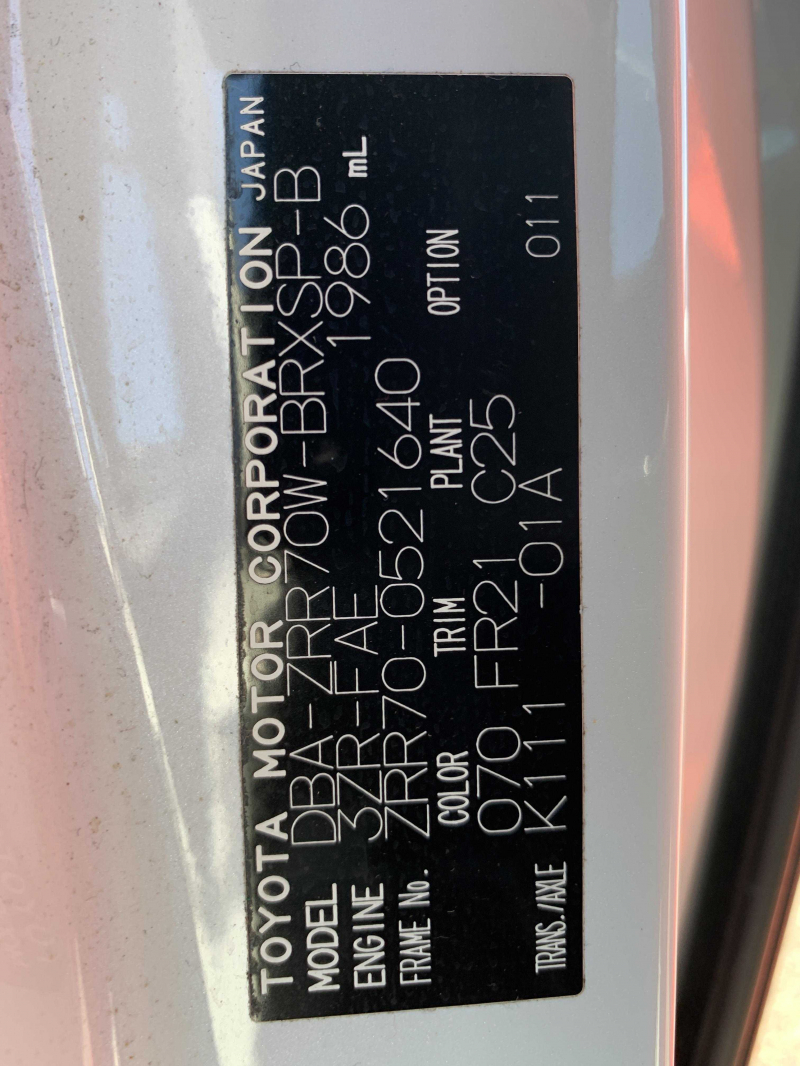 TOYOTA MOTOR CORPORATION JAPAN
MODEL DBA-ZRR70W-BRXSP-B
ENGINE 3ZR-FAE 1986 mL
FRAME No. ZRR70-0521640
COLOR TRIM PLANT OPTION
070 FR21 C25
TRANS./AXLE K111 -01A 011